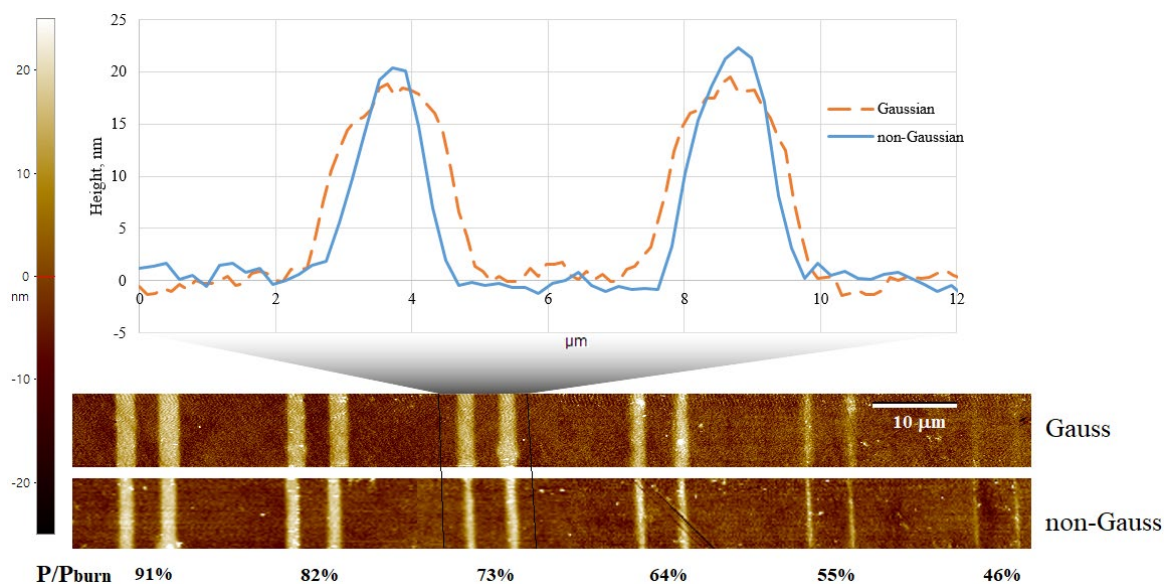 25
20
15
10
5
0
-5
Height, nm
0 2 4 6 8 10 12
µm
Gaussian
non-Gaussian
20
10
0
nm
-10
-20
10 µm
Gauss
non-Gauss
P/Pburn 91% 82% 73% 64% 55% 46%